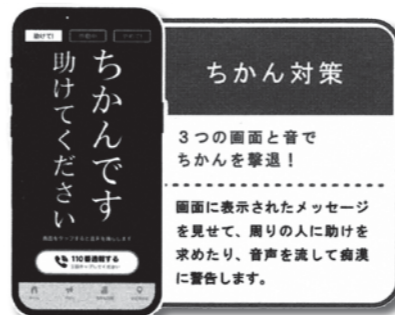 助けて!
ちかんです
助けてください
110番通報する
ちかん対策
3つの画面と音で
ちかんを撃退!
画面に表示されたメッセージ
を見せて、周りの人に助けを
求めたり、音声を流して痴漢
に警告します。